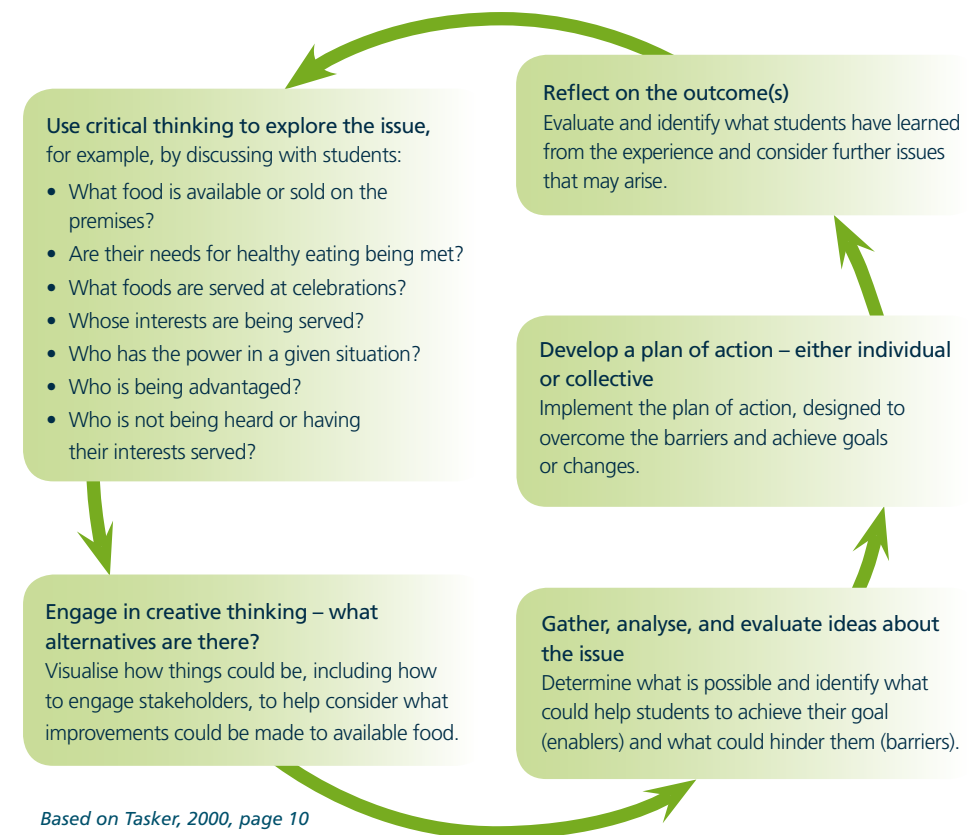 Use critical thinking to explore the issue,
for example, by discussing with students:
• What food is available or sold on the
premises?
• Are their needs for healthy eating being met?
• What foods are served at celebrations?
• Whose interests are being served?
• Who has the power in a given situation?
• Who is being advantaged?
• Who is not being heard or having
their interests served?
Engage in creative thinking – what
alternatives are there?
Visualise how things could be, including how
to engage stakeholders, to help consider what
improvements could be made to available food.
Gather, analyse, and evaluate ideas about
the issue
Determine what is possible and identify what
could help students to achieve their goal
(enablers) and what could hinder them (barriers).
Develop a plan of action – either individual
or collective
Implement the plan of action, designed to
overcome the barriers and achieve goals
or changes.
Reflect on the outcome(s)
Evaluate and identify what students have learned
from the experience and consider further issues
that may arise.
Based on Tasker, 2000, page 10